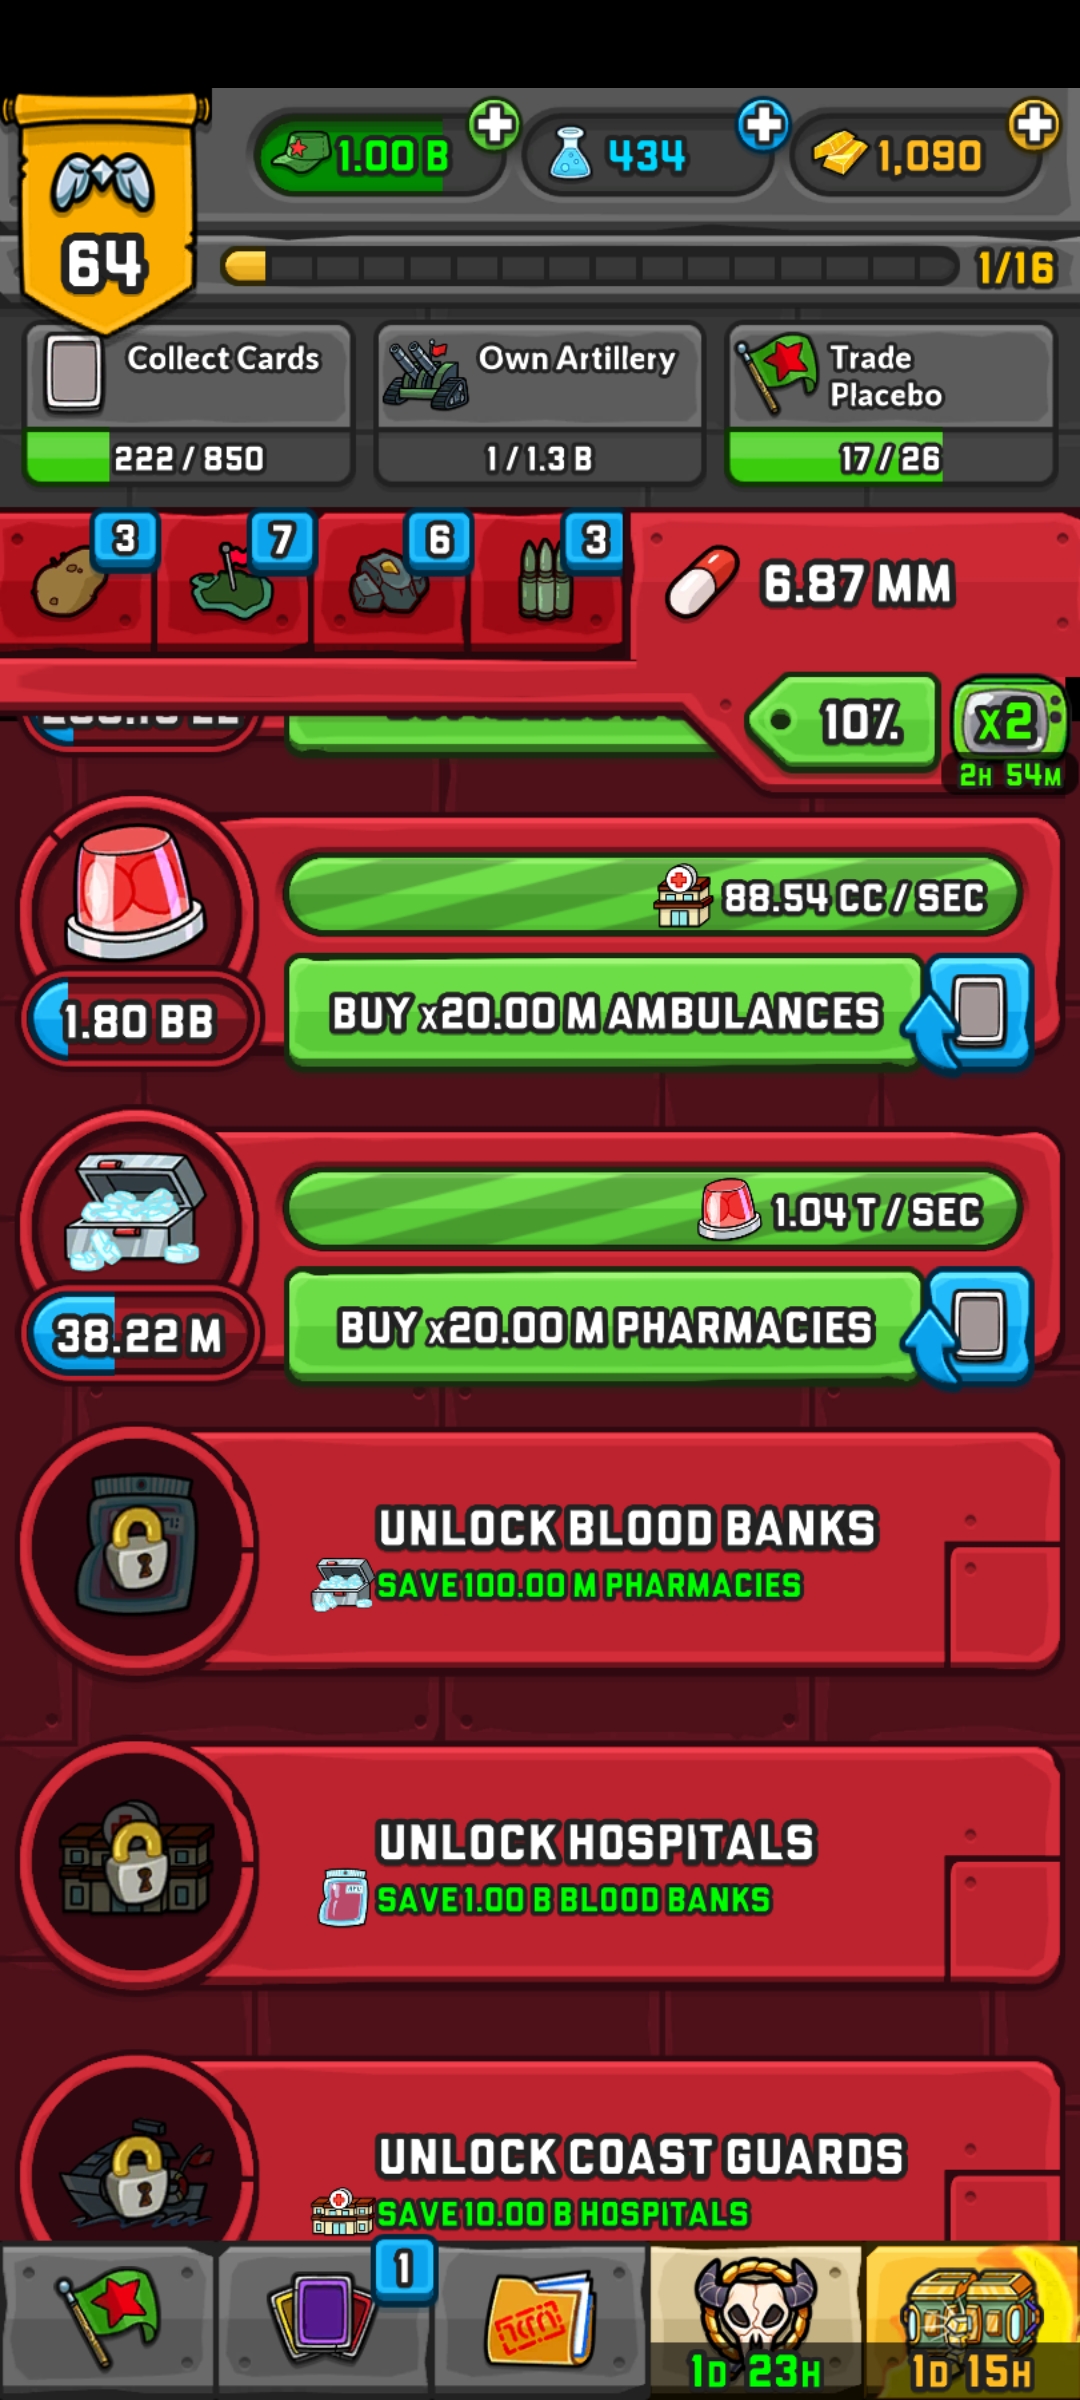 1.00 B
434
1,090
64
1/16
Collect Cards
222 / 850
Own Artillery
1 / 1.3 B
Trade
Placebo
17 / 26
3
7
6
3
6.87 MM
10%
x2
2H 54M
88.54 CC / SEC
1.80 BB
BUY x20.00 M AMBULANCES
1.04 T / SEC
38.22 M
BUY x20.00 M PHARMACIES
UNLOCK BLOOD BANKS
SAVE 100.00 M PHARMACIES
UNLOCK HOSPITALS
SAVE 1.00 B BLOOD BANKS
UNLOCK COAST GUARDS
SAVE 10.00 B HOSPITALS
1
1D 23H
1D 15H